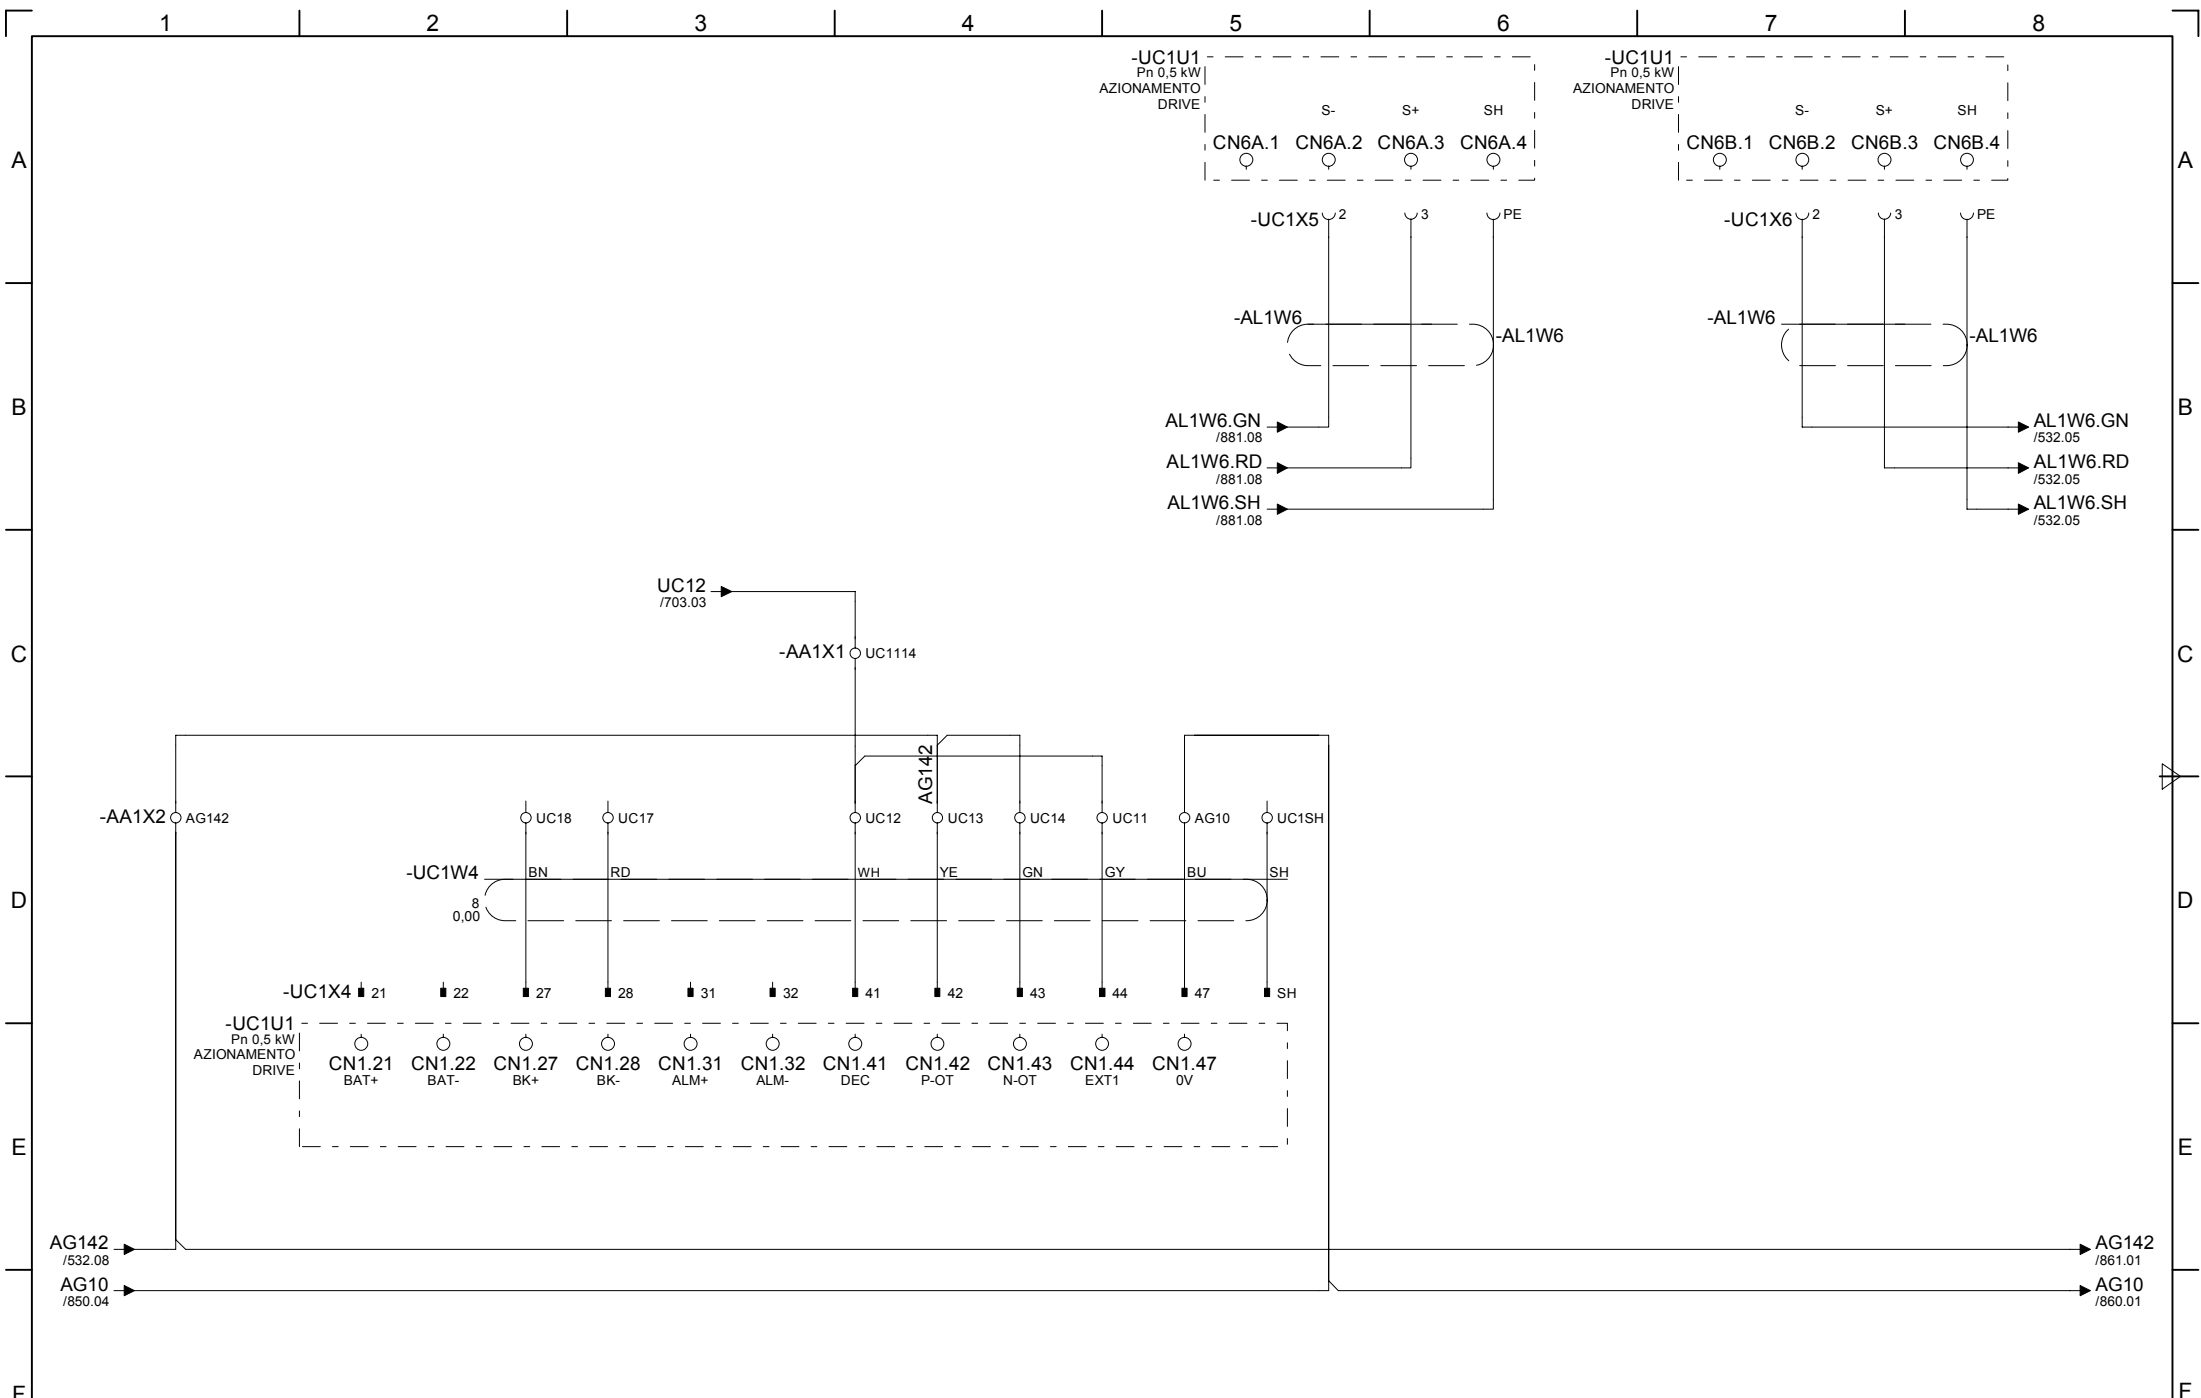 1 2 3 4 5 6 7 8
-UC1U1 -UC1U1
Pn 0,5 kW Pn 0,5 kW
AZIONAMENTO AZIONAMENTO
DRIVE S- S+ SH DRIVE S- S+ SH
CN6A.1 CN6A.2 CN6A.3 CN6A.4 CN6B.1 CN6B.2 CN6B.3 CN6B.4
A A
-UC1X5 2 3 PE -UC1X6 2 3 PE
-AL1W6 -AL1W6 -AL1W6 -AL1W6
B B
AL1W6.GN AL1W6.GN
/881.08 /532.05
AL1W6.RD AL1W6.RD
/881.08 /532.05
AL1W6.SH AL1W6.SH
/881.08 /532.05
UC12
/703.03
C -AA1X1 UC1114 C
AG142
-AA1X2 AG142 UC18 UC17 UC12 UC13 UC14 UC11 AG10 UC1SH
-UC1W4 BN RD WH YE GN GY BU SH
D D
8
0,00
-UC1X4 21 22 27 28 31 32 41 42 43 44 47 SH
-UC1U1
Pn 0,5 kW
AZIONAMENTO
DRIVE
CN1.21 CN1.22 CN1.27 CN1.28 CN1.31 CN1.32 CN1.41 CN1.42 CN1.43 CN1.44 CN1.47
BAT+ BAT- BK+ BK- ALM+ ALM- DEC P-OT N-OT EXT1 0V
E E
AG142 AG142
/532.08 /861.01
AG10 AG10
/850.04 /860.01
F F